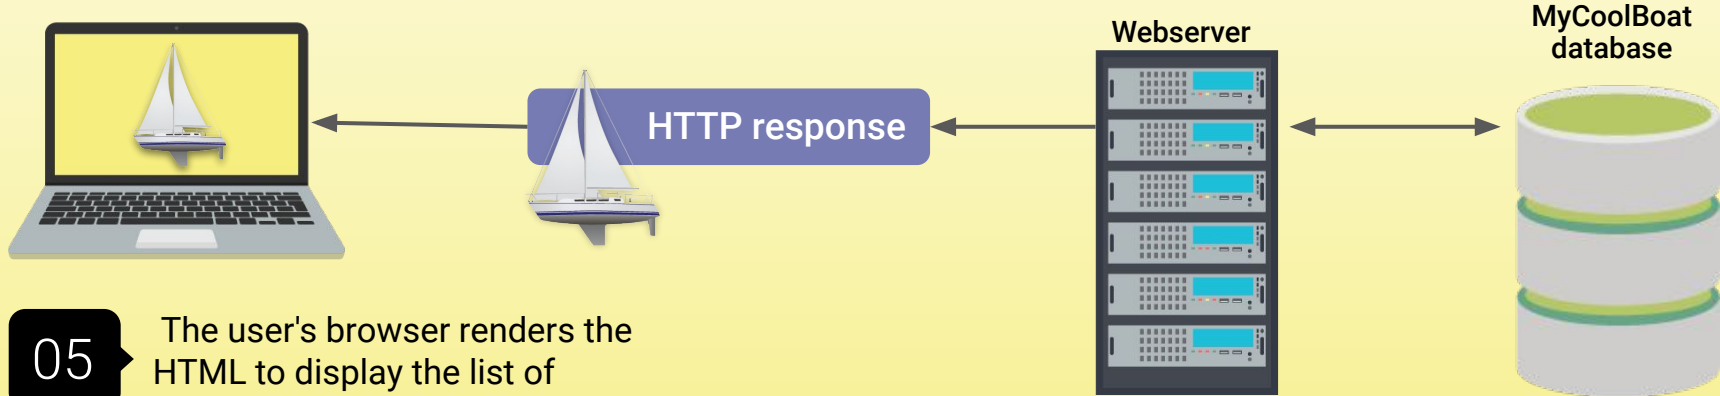 MyCoolBoat
database
Webserver
HTTP response
05
The user's browser renders the
HTML to display the list of